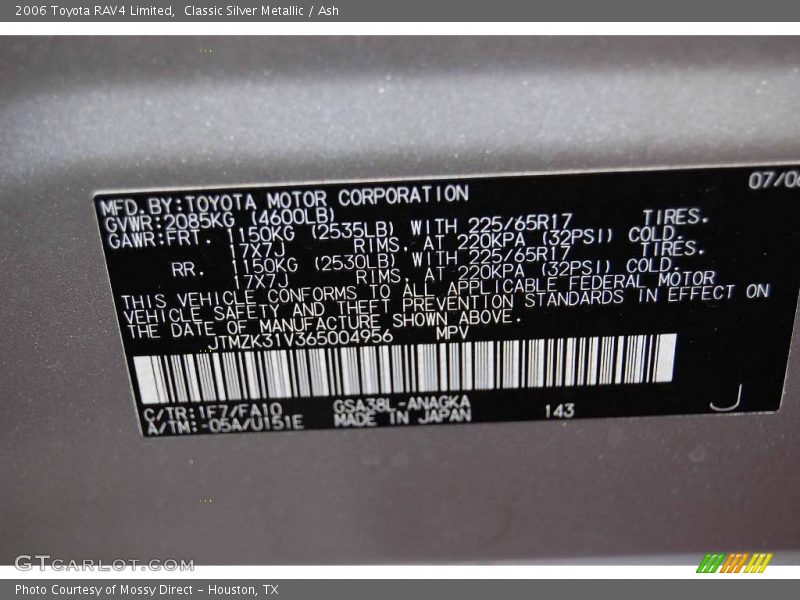 2006 Toyota RAV4 Limited, Classic Silver Metallic / Ash
07/06
MFD. BY: TOYOTA MOTOR CORPORATION
GVWR: 2085KG (4600LB)
GAWR: FRT. 1150KG (2535LB) WITH 225/65R17 TIRES.
17X7J RIMS. AT 220KPA (32PSI) COLD.
RR. 1150KG (2530LB) WITH 225/65R17 TIRES.
17X7J RIMS. AT 220KPA (32PSI) COLD.
THIS VEHICLE CONFORMS TO ALL APPLICABLE FEDERAL MOTOR
VEHICLE SAFETY AND THEFT PREVENTION STANDARDS IN EFFECT ON
THE DATE OF MANUFACTURE SHOWN ABOVE.
JTMZK31V365004956 MPV
C/TR: 1F7/FA10 GSA38L-ANAGKA
A/TM: -05A/U151E MADE IN JAPAN 143 J
GTcarlot.com
Photo Courtesy of Mossy Direct - Houston, TX